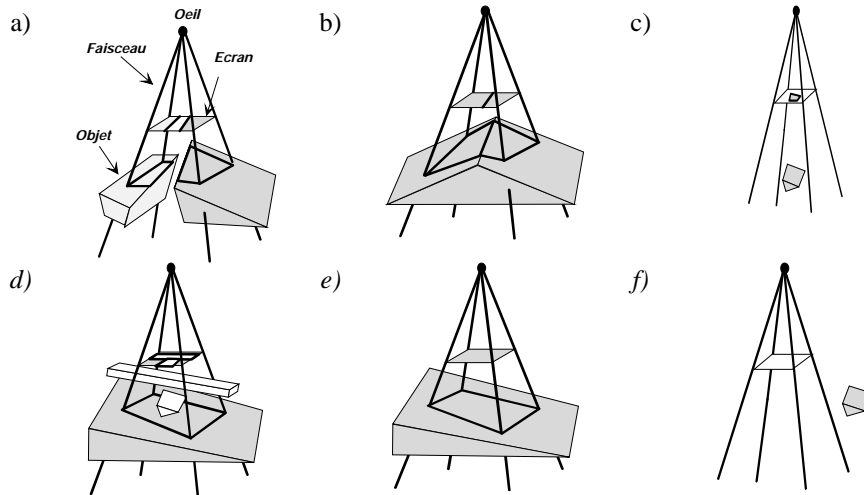 a)
Oeil
b)
c)
Faisceau
Ecran
Objet
d)
e)
f)